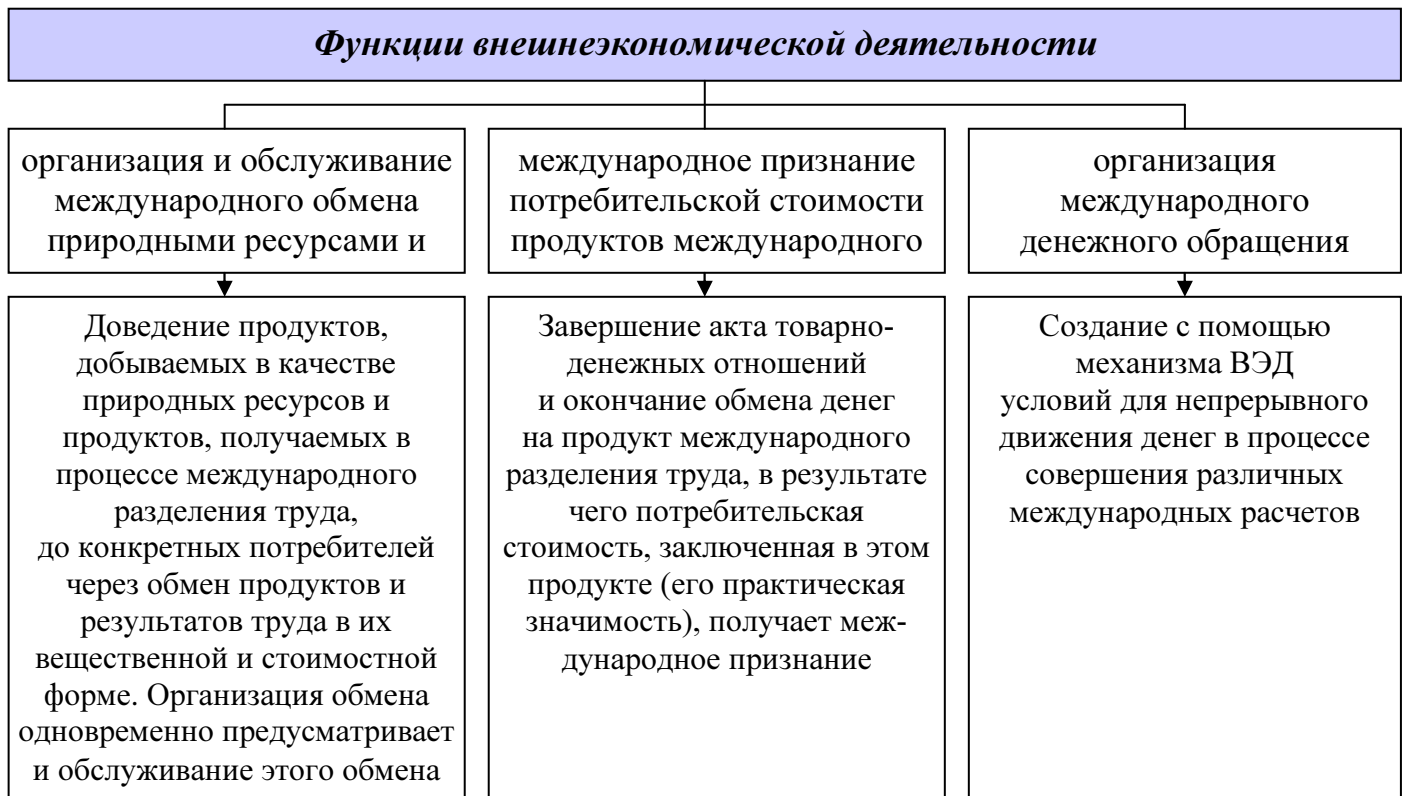 Функции внешнеэкономической деятельности
организация и обслуживание
международного обмена
природными ресурсами и
международное признание
потребительской стоимости
продуктов международного
организация
международного
денежного обращения
Доведение продуктов,
добываемых в качестве
природных ресурсов и
продуктов, получаемых в
процессе международного
разделения труда,
до конкретных потребителей
через обмен продуктов и
результатов труда в их
вещественной и стоимостной
форме. Организация обмена
одновременно предусматривает
и обслуживание этого обмена
Завершение акта товарно-
денежных отношений
и окончание обмена денег
на продукт международного
разделения труда, в результате
чего потребительская
стоимость, заключенная в этом
продукте (его практическая
значимость), получает меж-
дународное признание
Создание с помощью
механизма ВЭД
условий для непрерывного
движения денег в процессе
совершения различных
международных расчетов